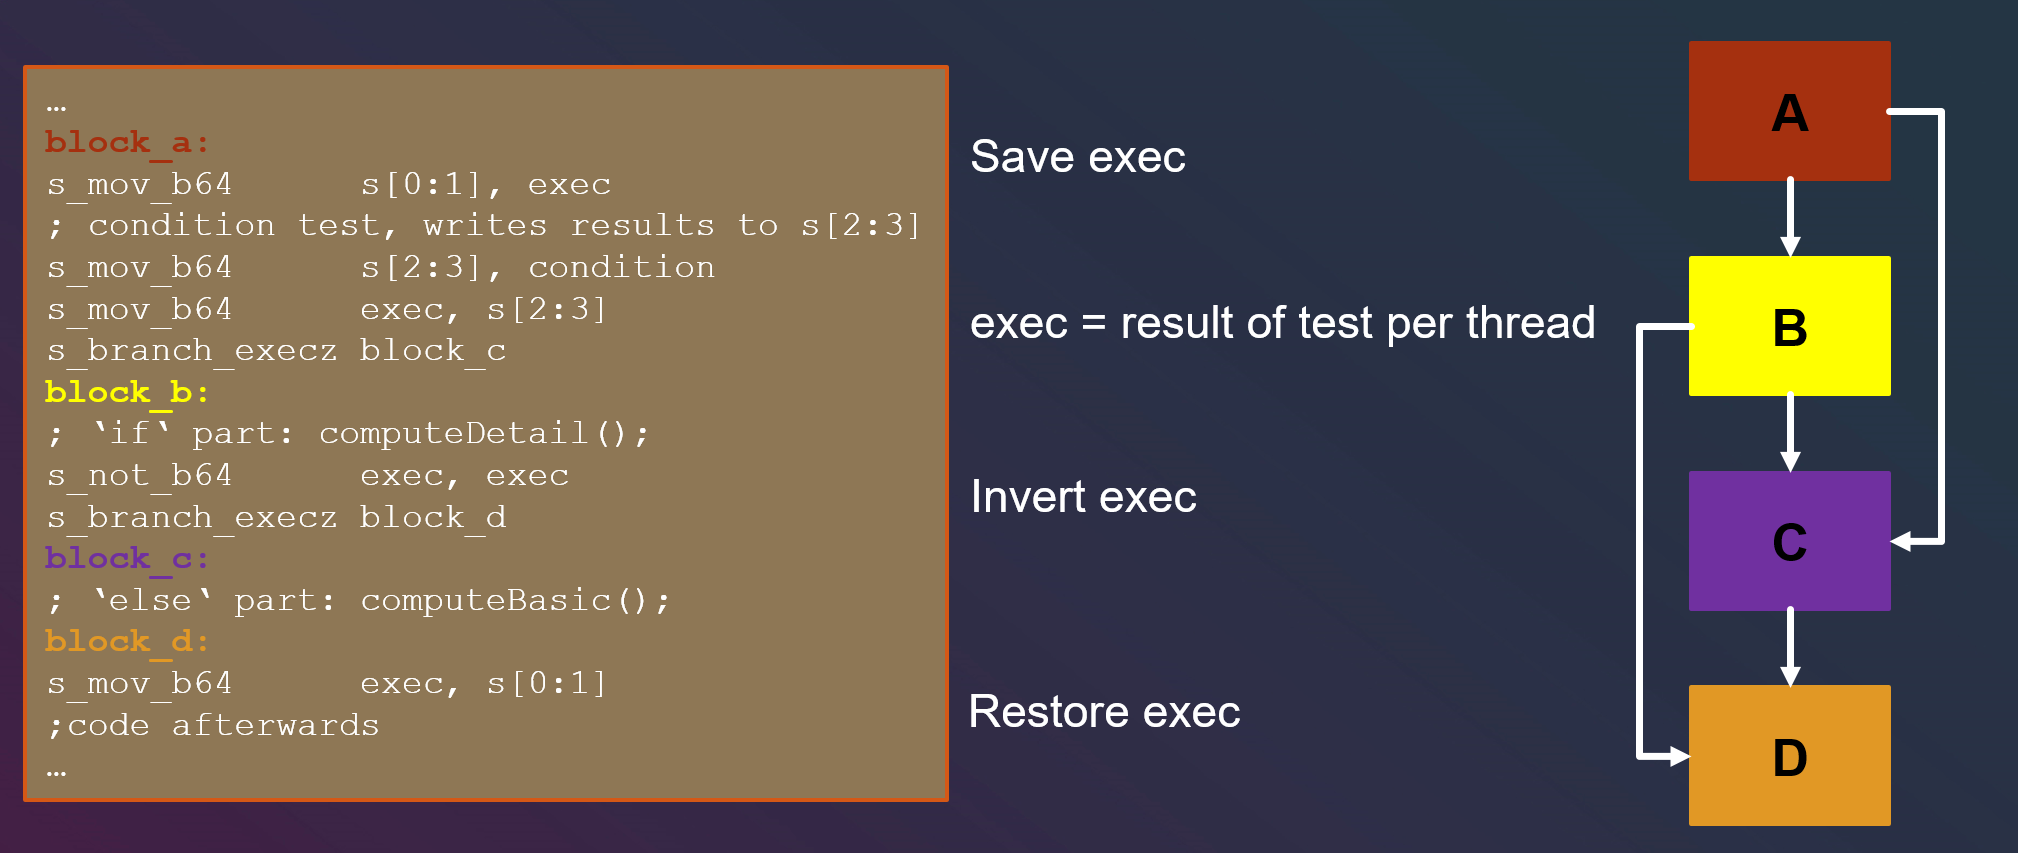 …
block_a:
s_mov_b64      s[0:1], exec
; condition test, writes results to s[2:3]
s_mov_b64      s[2:3], condition
s_mov_b64      exec, s[2:3]
s_branch_execz block_c
block_b:
; ‵if‵ part: computeDetail();
s_not_b64      exec, exec
s_branch_execz block_d
block_c:
; ‵else‵ part: computeBasic();
block_d:
s_mov_b64      exec, s[0:1]
;code afterwards
…
Save exec
exec = result of test per thread
Invert exec
Restore exec
A
B
C
D